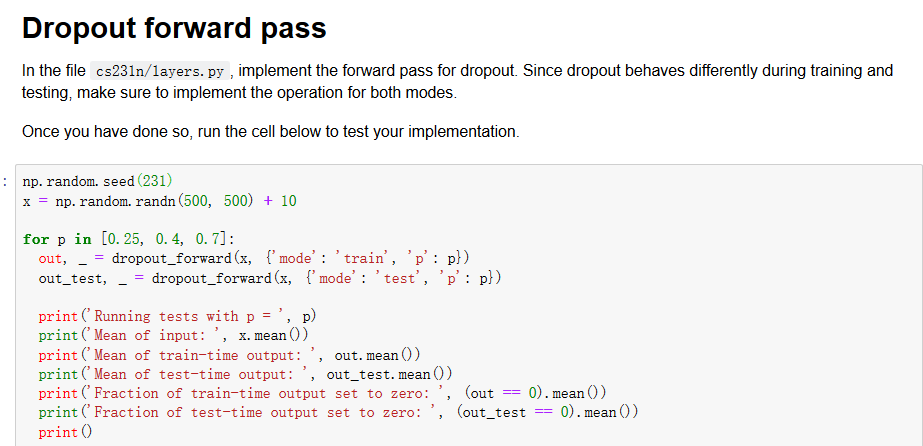 Dropout forward pass
In the file cs231n/layers.py , implement the forward pass for dropout. Since dropout behaves differently during training and
testing, make sure to implement the operation for both modes.
Once you have done so, run the cell below to test your implementation.
: np.random.seed(231)
x = np.random.randn(500, 500) + 10
for p in [0.25, 0.4, 0.7]:
out, _ = dropout_forward(x, {'mode': 'train', 'p': p})
out_test, _ = dropout_forward(x, {'mode': 'test', 'p': p})
print('Running tests with p = ', p)
print('Mean of input: ', x.mean())
print('Mean of train-time output: ', out.mean())
print('Mean of test-time output: ', out_test.mean())
print('Fraction of train-time output set to zero: ', (out == 0).mean())
print('Fraction of test-time output set to zero: ', (out_test == 0).mean())
print()